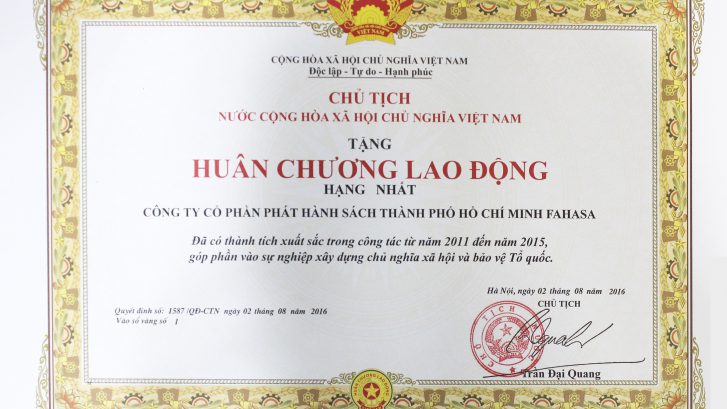 VIỆT NAM
CỘNG HÒA XÃ HỘI CHỦ NGHĨA VIỆT NAM
Độc lập - Tự do - Hạnh phúc
CHỦ TỊCH
NƯỚC CỘNG HÒA XÃ HỘI CHỦ NGHĨA VIỆT NAM
TẶNG
HUÂN CHƯƠNG LAO ĐỘNG
HẠNG NHẤT
CÔNG TY CỔ PHẦN PHÁT HÀNH SÁCH THÀNH PHỐ HỒ CHÍ MINH FAHASA
Đã có thành tích xuất sắc trong công tác từ năm 2011 đến năm 2015,
góp phần vào sự nghiệp xây dựng chủ nghĩa xã hội và bảo vệ Tổ quốc.
Hà Nội, ngày 02 tháng 08 năm 2016
CHỦ TỊCH
Quyết định số: 1587 /QĐ-CTN ngày 02 tháng 08 năm 2016
Vào sổ vàng số 1
CHỦ TỊCH
Trần Đại Quang